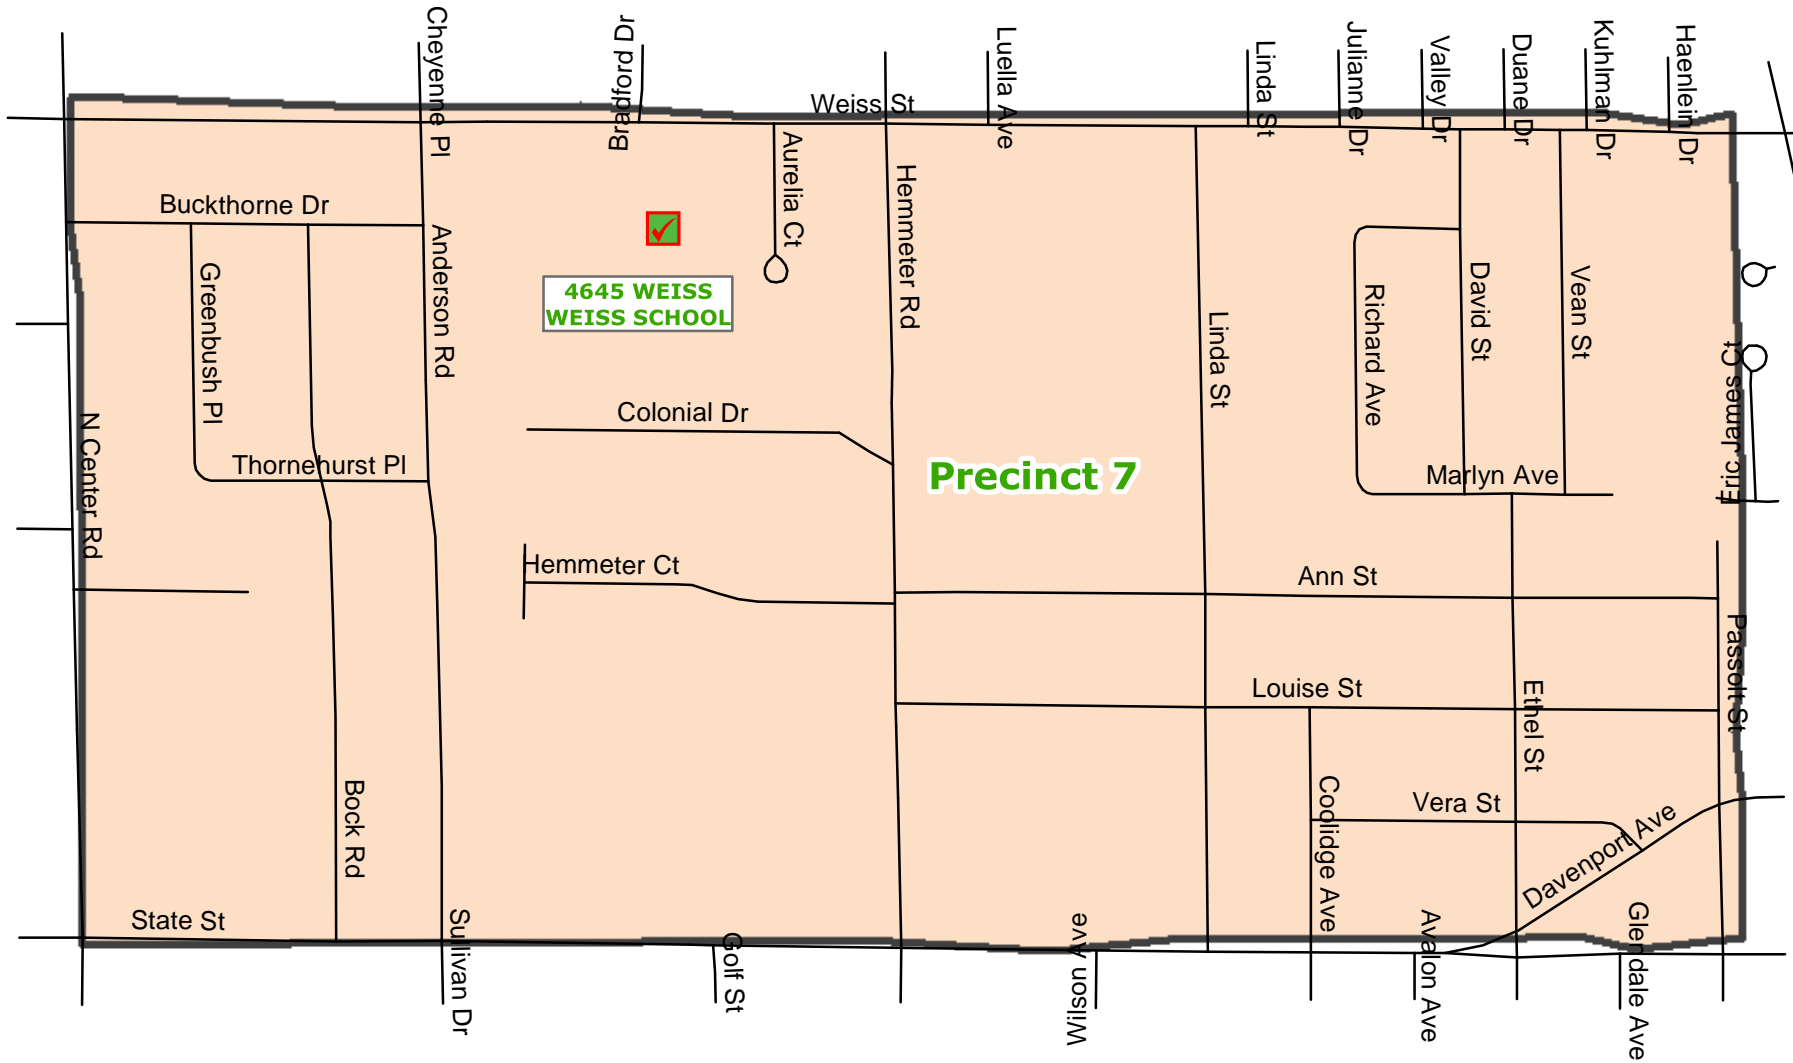 Cheyenne Pl
Bradford Dr
Weiss St
Luella Ave
Linda St
Julianne Dr
Valley Dr
Duane Dr
Kuhlman Dr
Haenlein Dr
Aurelia Ct
Hemmeter Rd
Buckthorne Dr
Greenbush Pl
Anderson Rd
4645 WEISS
WEISS SCHOOL
Linda St
Richard Ave
David St
Vean St
Eric James Ct
N Center Rd
Thornehurst Pl
Colonial Dr
Precinct 7
Marlyn Ave
Hemmeter Ct
Ann St
Passolt St
Louise St
Ethel St
Bock Rd
Coolidge Ave
Vera St
Davenport Ave
State St
Sullivan Dr
Golf St
Wilson Ave
Avalon Ave
Glendale Ave